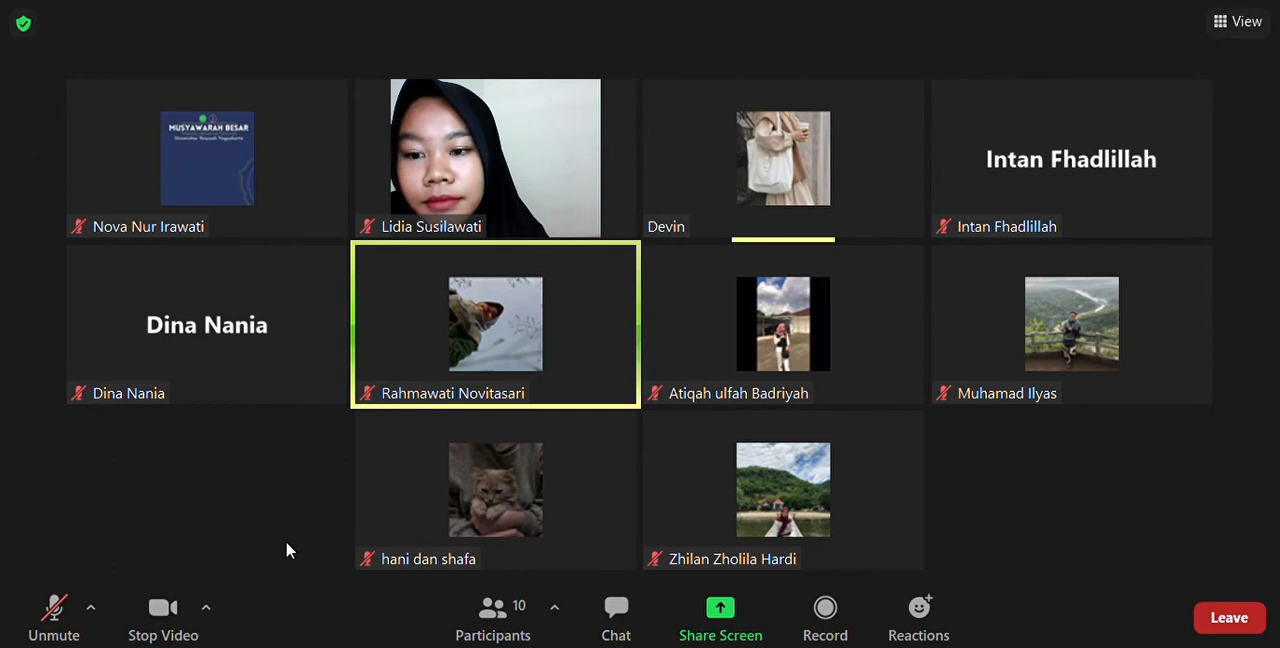 View
MUSYAWARAH BESAR
Nova Nur Irawati
Lidia Susilawati
Devin
Intan Fhadlillah
Intan Fhadlillah
Dina Nania
Dina Nania
Rahmawati Novitasari
Atiqah ulfah Badriyah
Muhamad Ilyas
hani dan shafa
Zhilan Zholila Hardi
Unmute
Stop Video
10
Participants
Chat
Share Screen
Record
Reactions
Leave